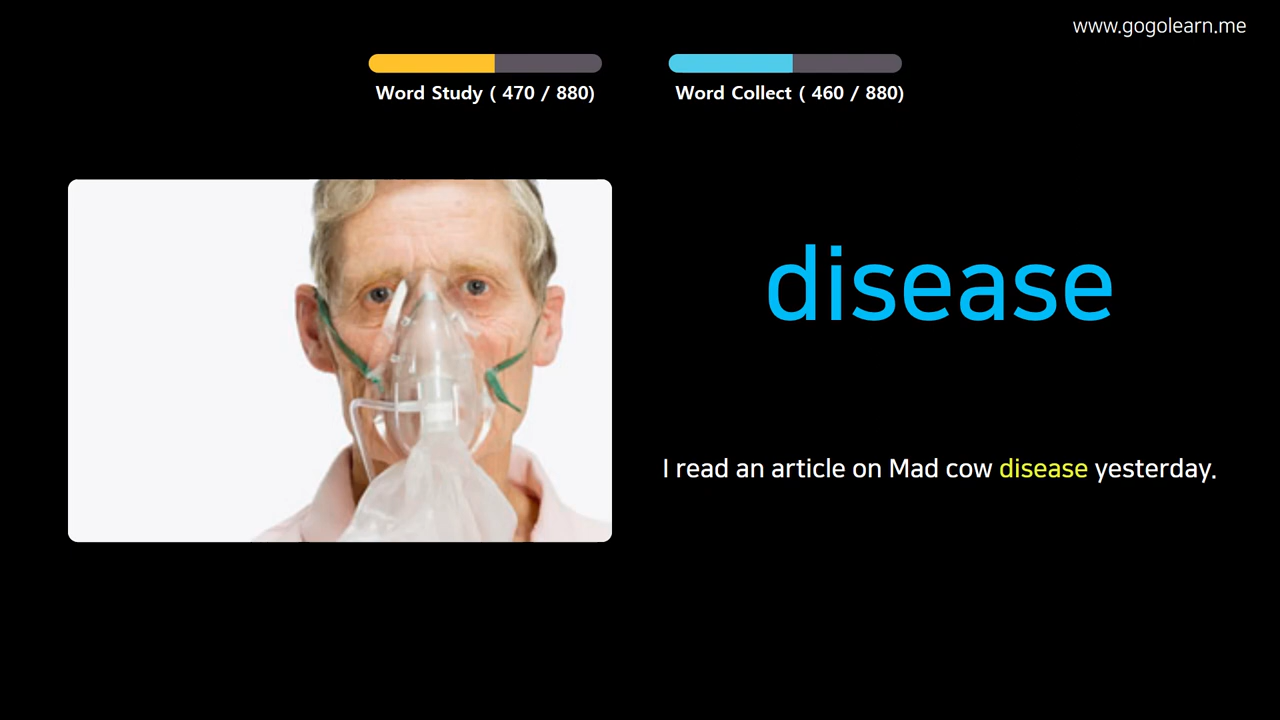 www.gogolearn.me
Word Study ( 470 / 880)
Word Collect ( 460 / 880)
disease
I read an article on Mad cow disease yesterday.